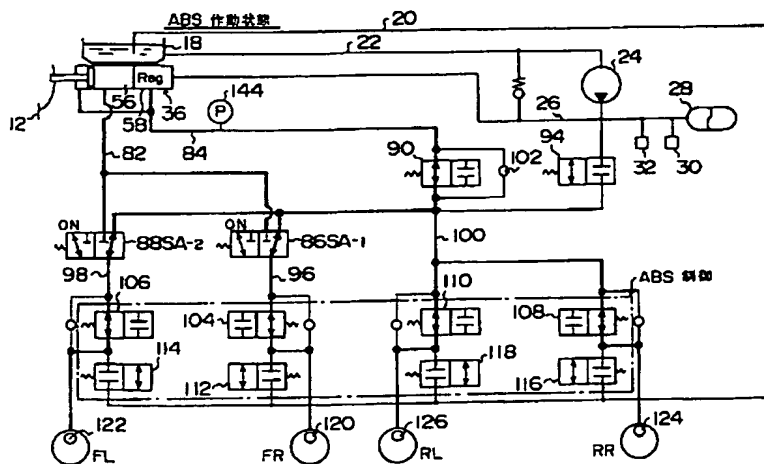 ABS 作動状態
20
18
22
24
Reg
144
P
28
56
36
26
58
12
82
84
90
102
94
32
30
ON
ON
88SA-2
86SA-1
100
98
96
ABS 制御
106
110
104
108
114
118
112
116
122
120
126
124
FL
FR
RL
RR